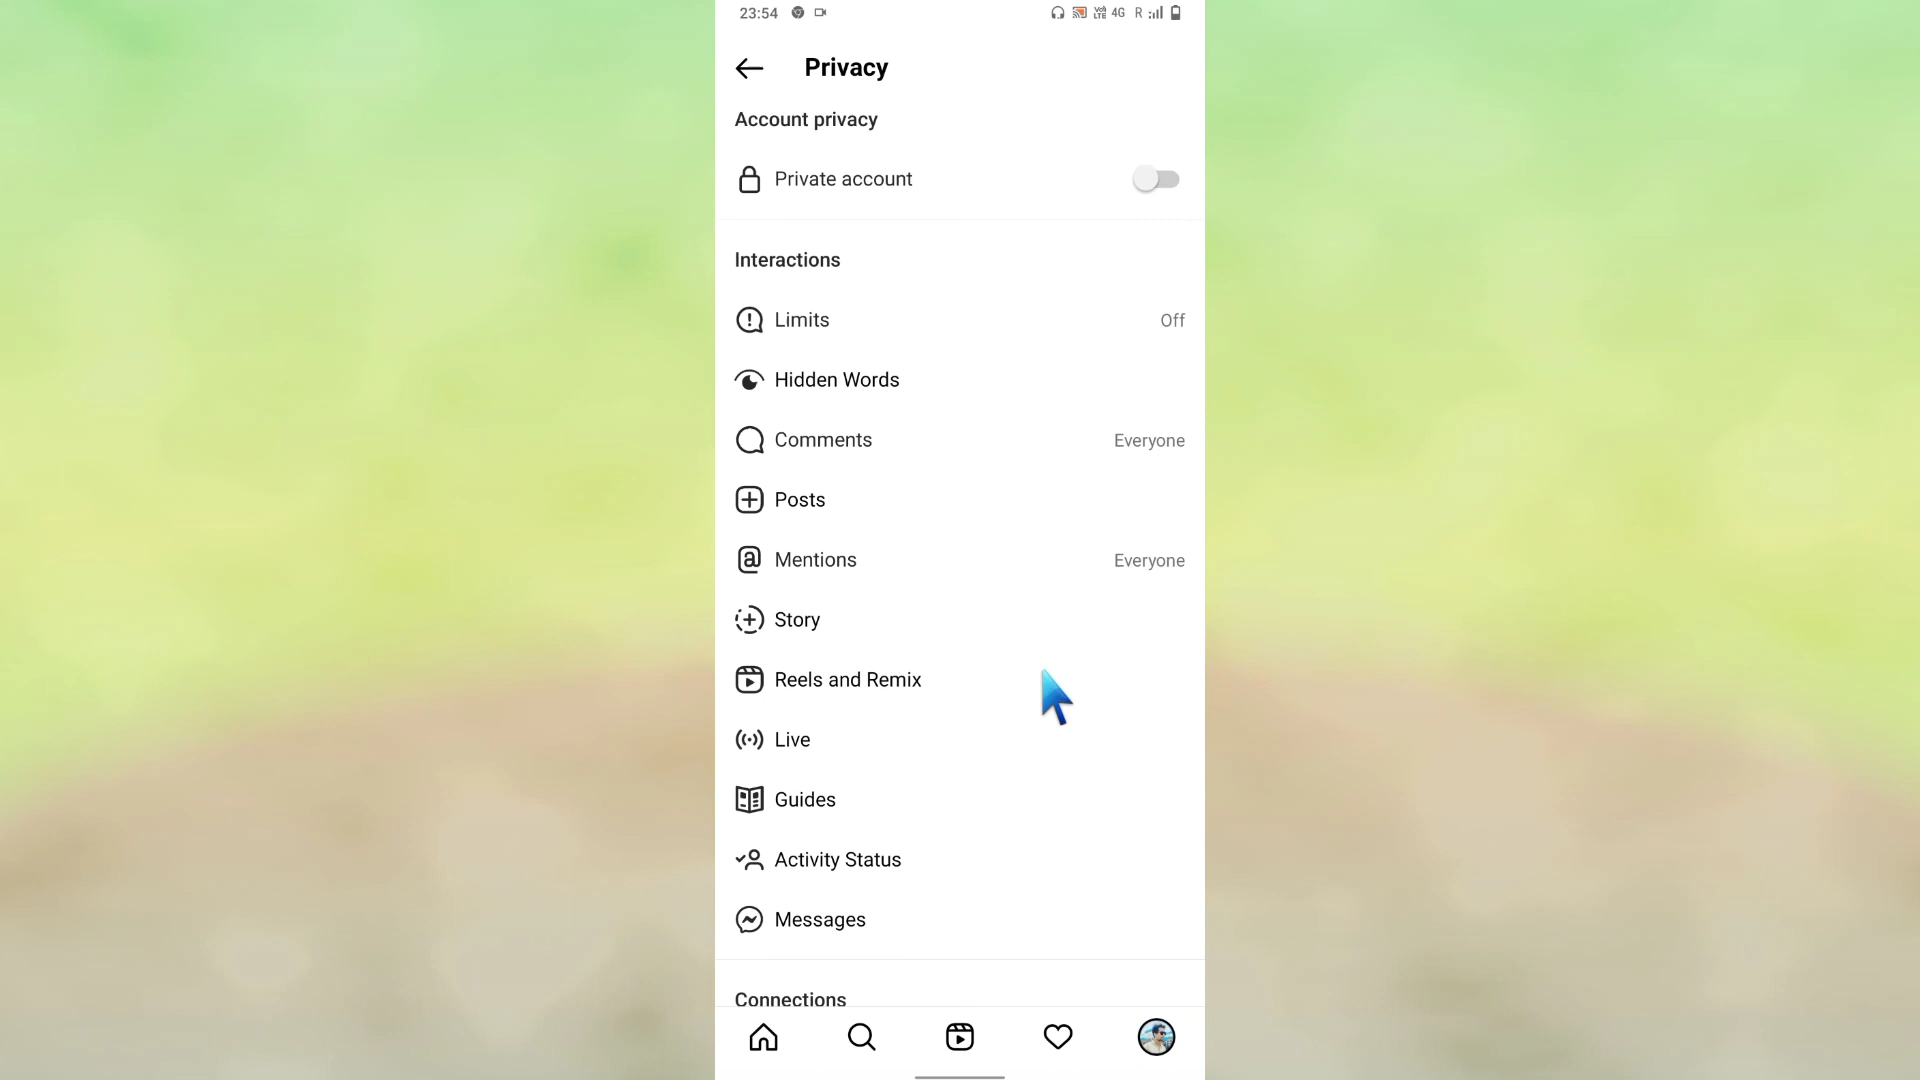 23:54
4G R
Privacy
Account privacy
Private account
Interactions
Limits Off
Hidden Words
Comments Everyone
Posts
Mentions Everyone
Story
Reels and Remix
Live
Guides
Activity Status
Messages
Connections